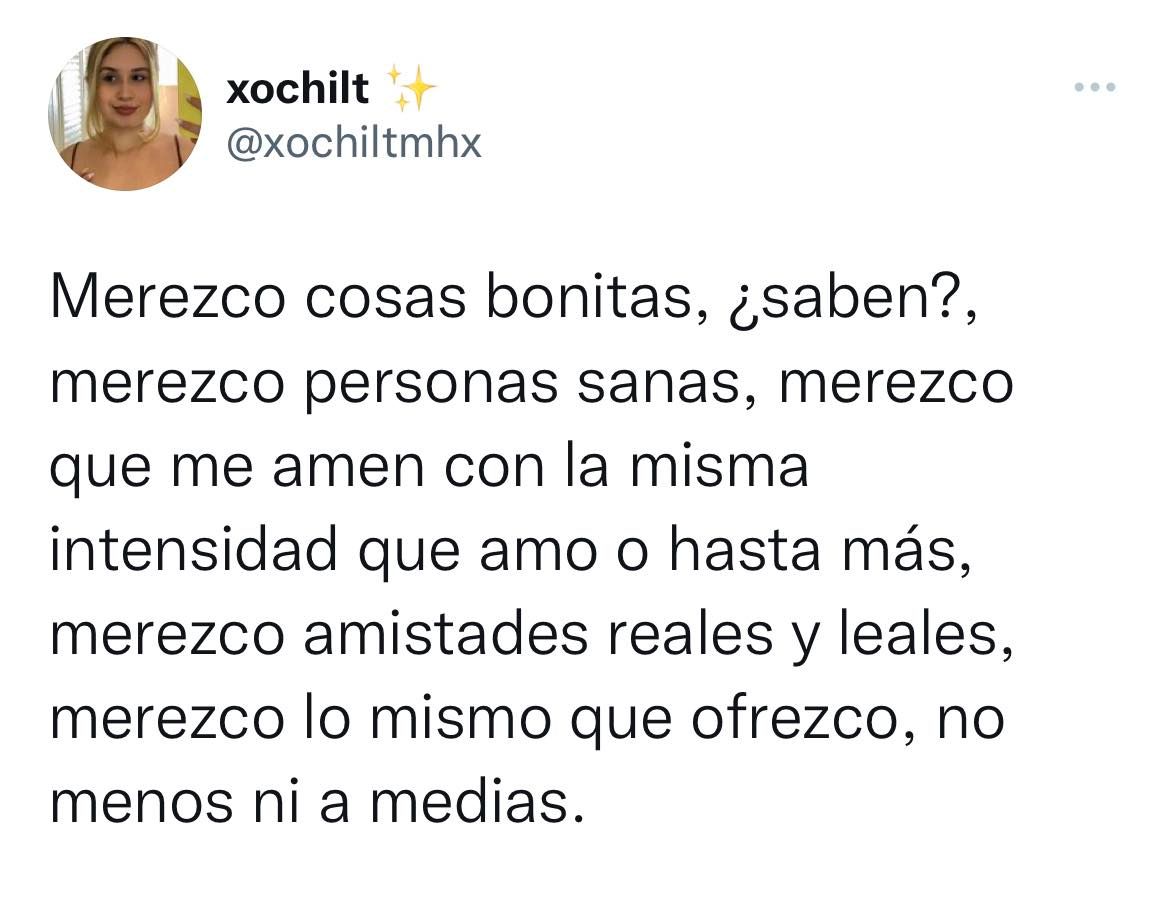 xochilt ✨
@xochiltmhx
Merezco cosas bonitas, ¿saben?,
merezco personas sanas, merezco
que me amen con la misma
intensidad que amo o hasta más,
merezco amistades reales y leales,
merezco lo mismo que ofrezco, no
menos ni a medias.